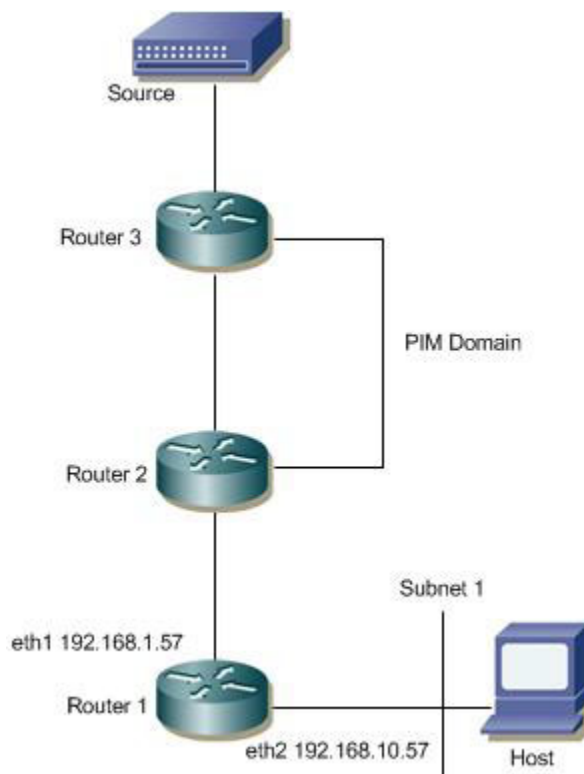 Source
Router 3
PIM Domain
Router 2
Subnet 1
eth1 192.168.1.57
Router 1
eth2 192.168.10.57
Host